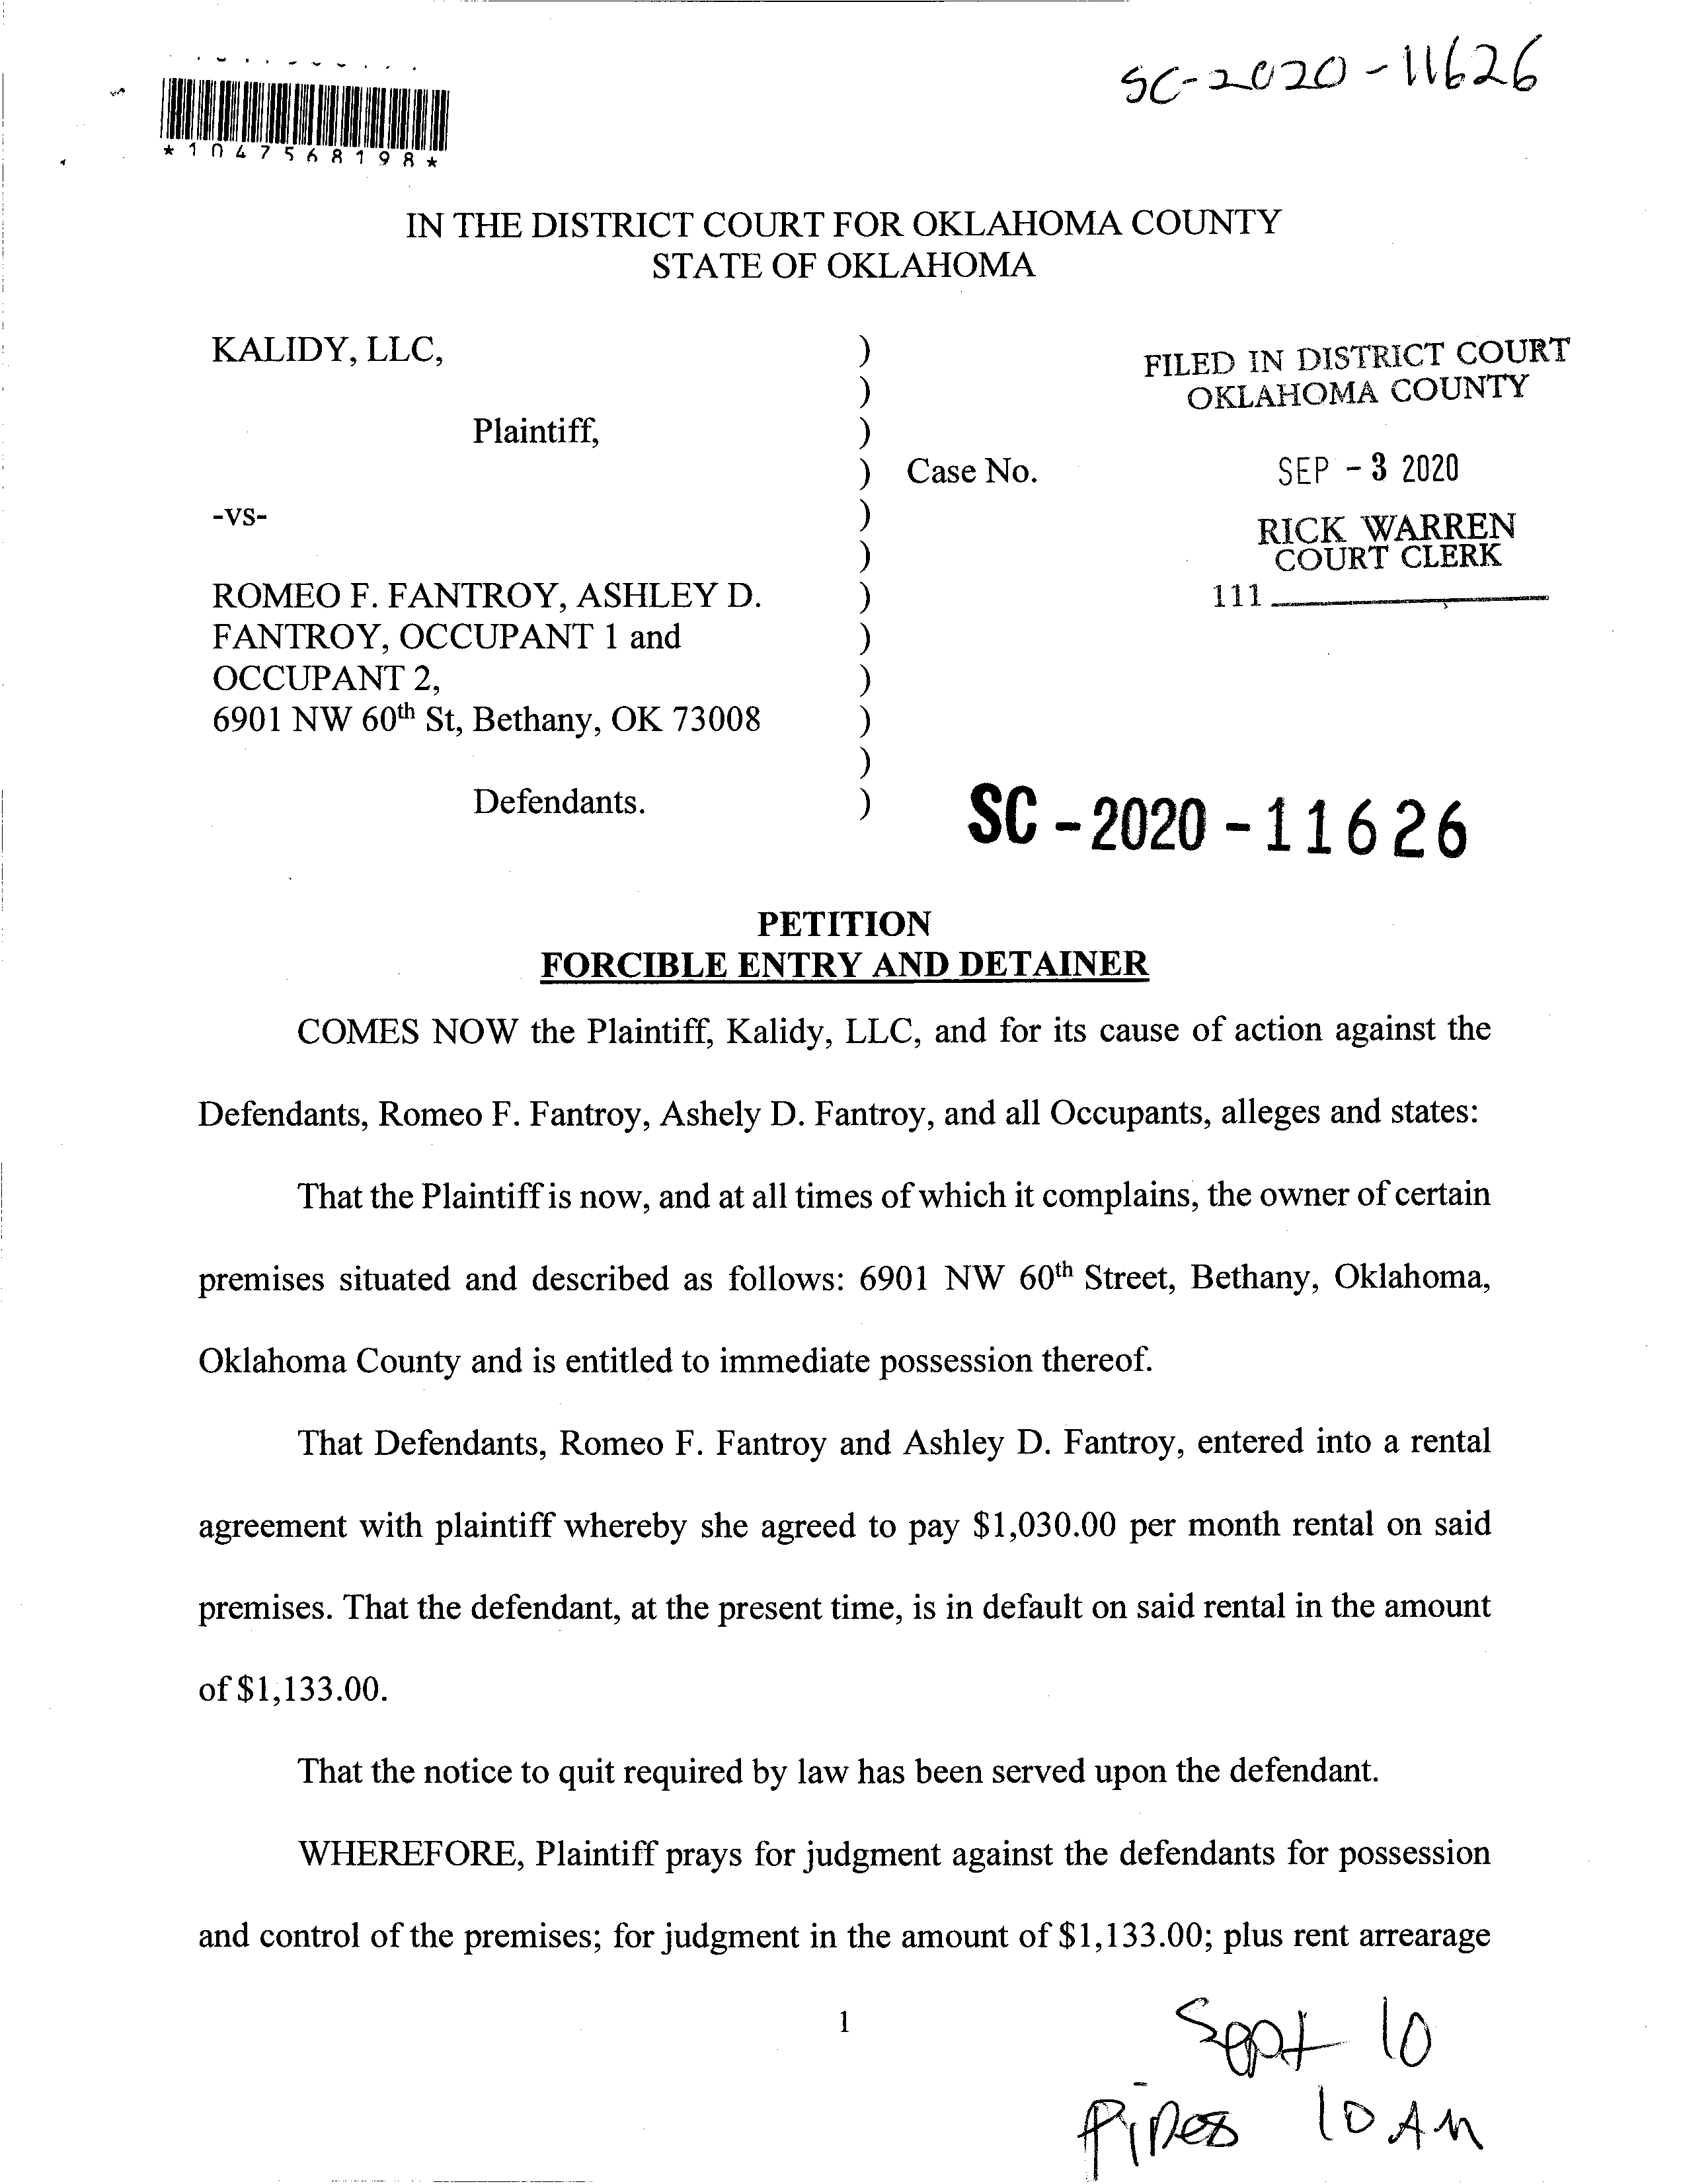 SC-2020-11626
*1047568198*
IN THE DISTRICT COURT FOR OKLAHOMA COUNTY
STATE OF OKLAHOMA
KALIDY, LLC, )
)
Plaintiff, )
) Case No.
-vs- )
)
ROMEO F. FANTROY, ASHLEY D. )
FANTROY, OCCUPANT 1 and )
OCCUPANT 2, )
6901 NW 60th St, Bethany, OK 73008 )
)
Defendants. )
FILED IN DISTRICT COURT
OKLAHOMA COUNTY
SEP - 3 2020
RICK WARREN
COURT CLERK
111
SC - 2020 - 11626
PETITION
FORCIBLE ENTRY AND DETAINER
COMES NOW the Plaintiff, Kalidy, LLC, and for its cause of action against the
Defendants, Romeo F. Fantroy, Ashely D. Fantroy, and all Occupants, alleges and states:
That the Plaintiff is now, and at all times of which it complains, the owner of certain
premises situated and described as follows: 6901 NW 60th Street, Bethany, Oklahoma,
Oklahoma County and is entitled to immediate possession thereof.
That Defendants, Romeo F. Fantroy and Ashley D. Fantroy, entered into a rental
agreement with plaintiff whereby she agreed to pay $1,030.00 per month rental on said
premises. That the defendant, at the present time, is in default on said rental in the amount
of $1,133.00.
That the notice to quit required by law has been served upon the defendant.
WHEREFORE, Plaintiff prays for judgment against the defendants for possession
and control of the premises; for judgment in the amount of $1,133.00; plus rent arrearage
1
Sept 10
Pipes 10 AM